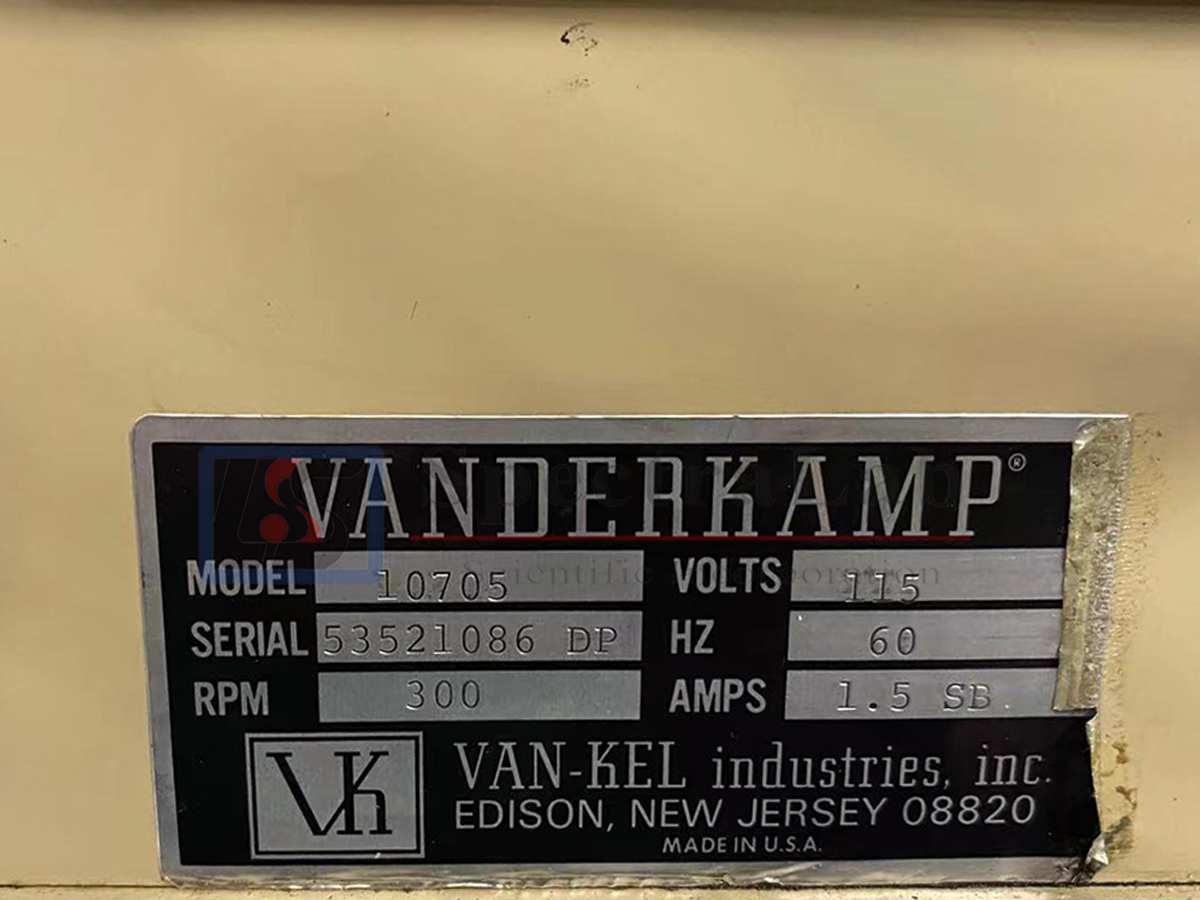 VANDERKAMP®
MODEL 10705 VOLTS 115
SERIAL 53521086 DP HZ 60
RPM 300 AMPS 1.5 SB
Vk VAN-KEL industries, inc.
EDISON, NEW JERSEY 08820
MADE IN U.S.A.